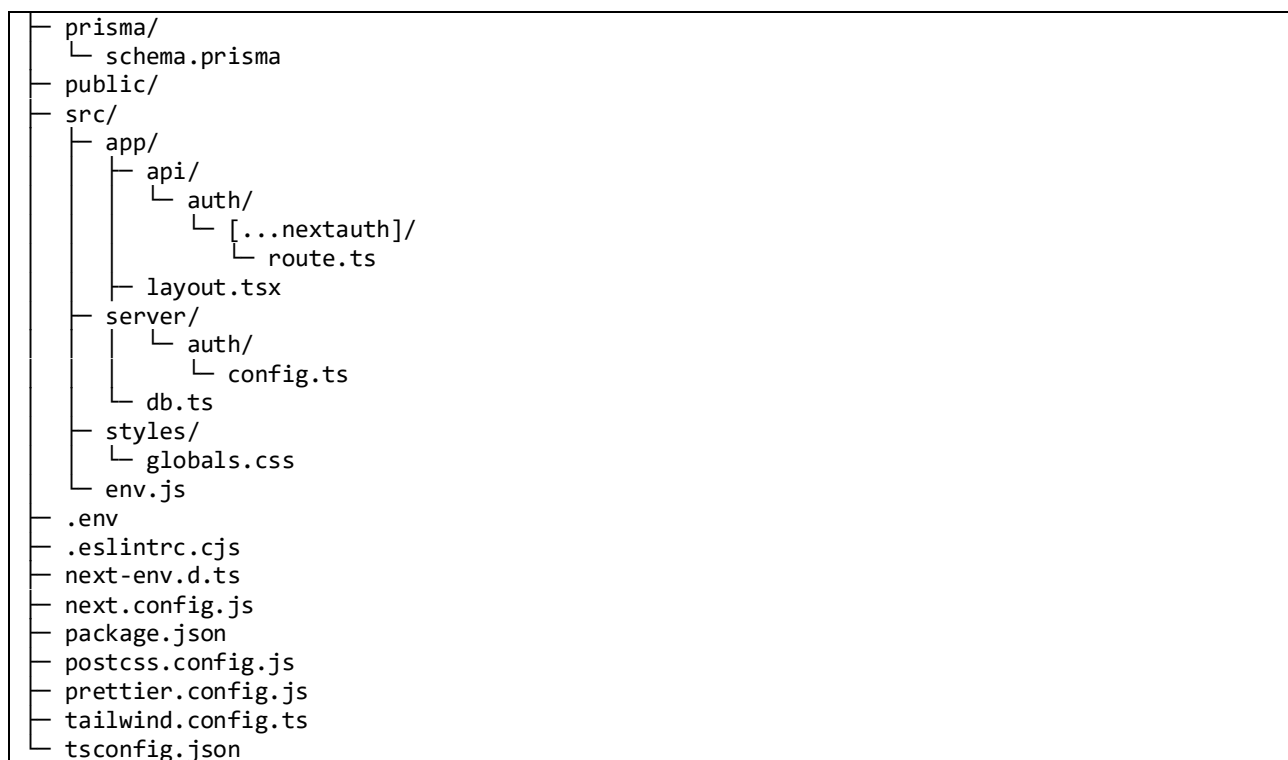 ├─ prisma/
│  └─ schema.prisma
├─ public/
├─ src/
│  ├─ app/
│  │  ├─ api/
│  │  │  └─ auth/
│  │  │     └─ [...nextauth]/
│  │  │        └─ route.ts
│  │  ├─ layout.tsx
│  ├─ server/
│  │  │  └─ auth/
│  │  │     └─ config.ts
│  │  └─ db.ts
│  ├─ styles/
│  │  └─ globals.css
│  └─ env.js
├─ .env
├─ .eslintrc.cjs
├─ next-env.d.ts
├─ next.config.js
├─ package.json
├─ postcss.config.js
├─ prettier.config.js
├─ tailwind.config.ts
└─ tsconfig.json